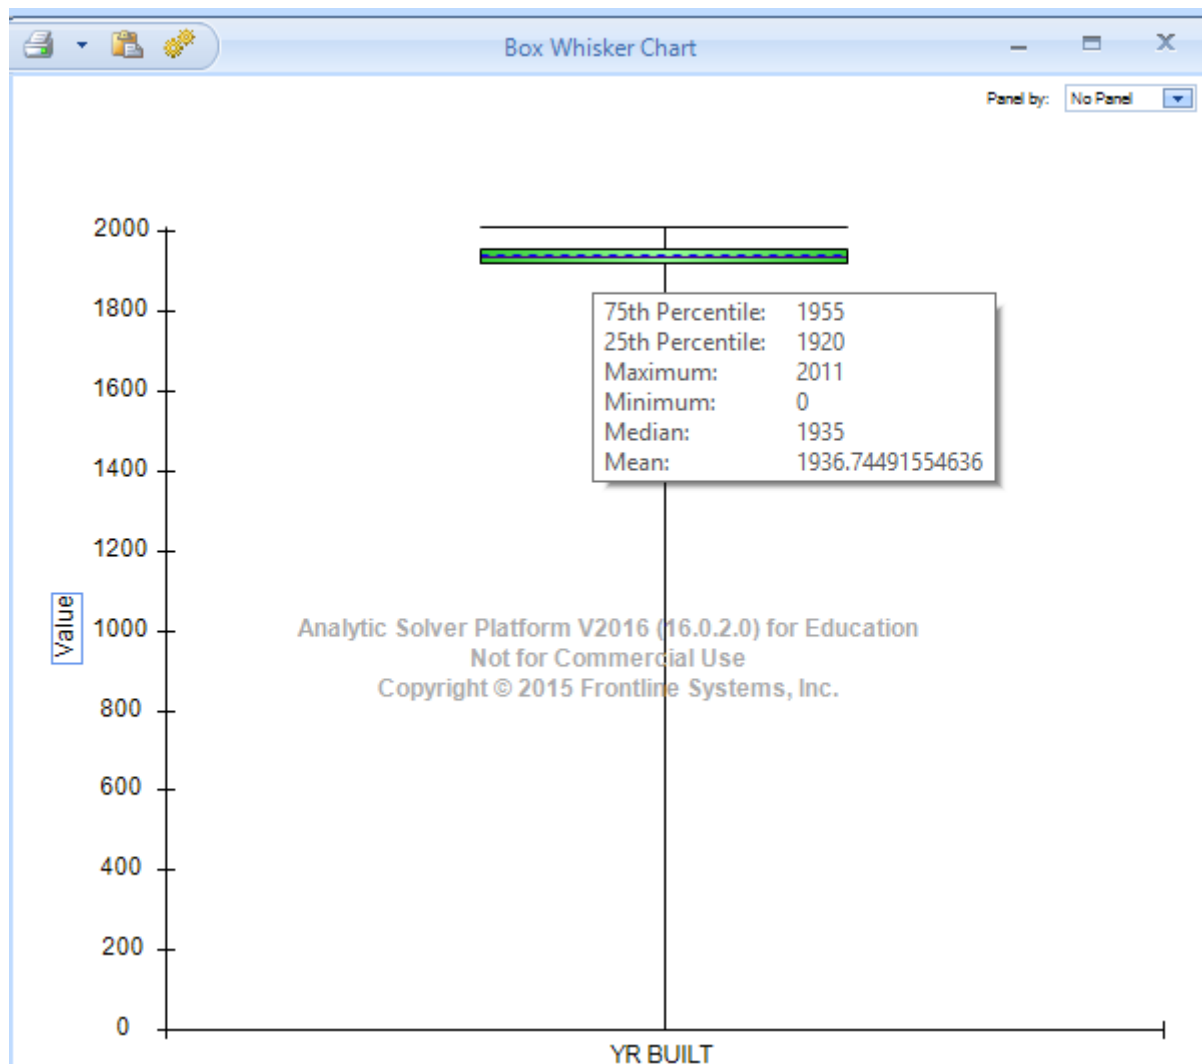 Box Whisker Chart
Panel by: No Panel
2000
1800
75th Percentile: 1955
25th Percentile: 1920
Maximum: 2011
Minimum: 0
Median: 1935
Mean: 1936.74491554636
1600
1400
1200
1000
800
600
400
200
0
Value
Analytic Solver Platform V2016 (16.0.2.0) for Education
Not for Commercial Use
Copyright © 2015 Frontline Systems, Inc.
YR BUILT